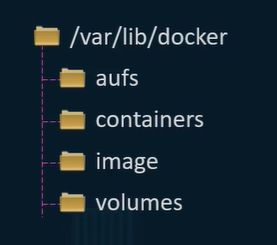 /var/lib/docker
aufs
containers
image
volumes